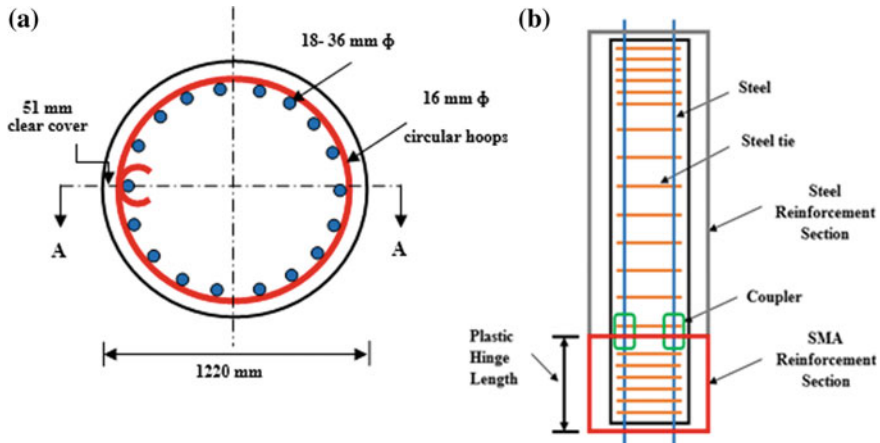 (a)
18- 36 mm ϕ
51 mm
clear cover
16 mm ϕ
circular hoops
A
A
1220 mm
(b)
Steel
Steel tie
Steel
Reinforcement
Section
Coupler
Plastic
Hinge
Length
SMA
Reinforcement
Section